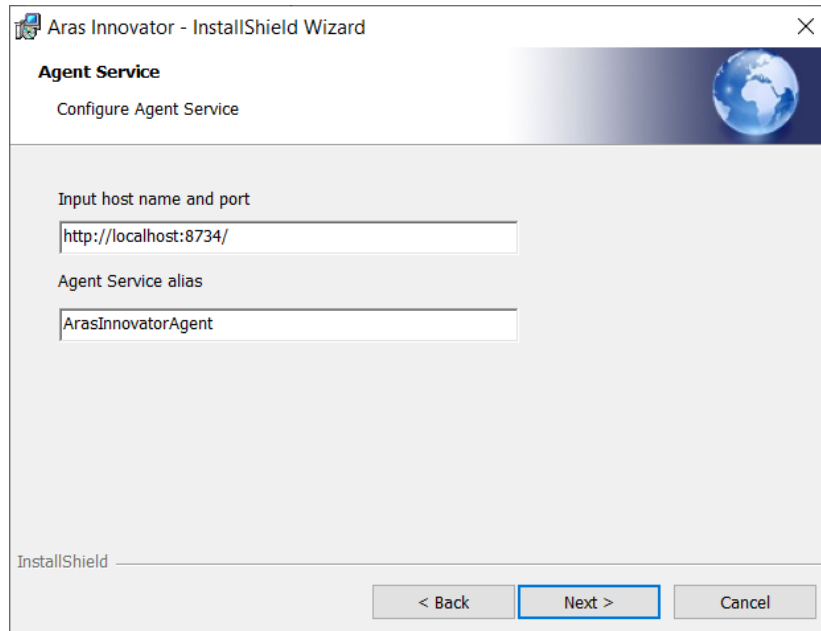 Aras Innovator - InstallShield Wizard
Agent Service
Configure Agent Service
Input host name and port
http://localhost:8734/
Agent Service alias
ArasInnovatorAgent
InstallShield
< Back
Next >
Cancel